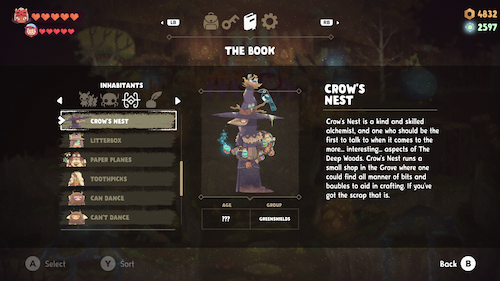 LB
RB
4832
2597
THE BOOK
INHABITANTS
CROW'S NEST
LITTERBOX
PAPER PLANES
TOOTHPICKS
CAN DANCE
CAN'T DANCE
AGE
GROUP
???
GREENSHIELDS
CROW'S
NEST
Crow's Nest is a kind and skilled
alchemist, and one who should be the
first to talk to when it comes to the
more... interesting... aspects of The
Deep Woods. Crow's Nest runs a
small shop in the Grove where one
could find all manner of bits and
baubles to aid in crafting. If you've
got the scrap that is.
A Select
Y Sort
Back B